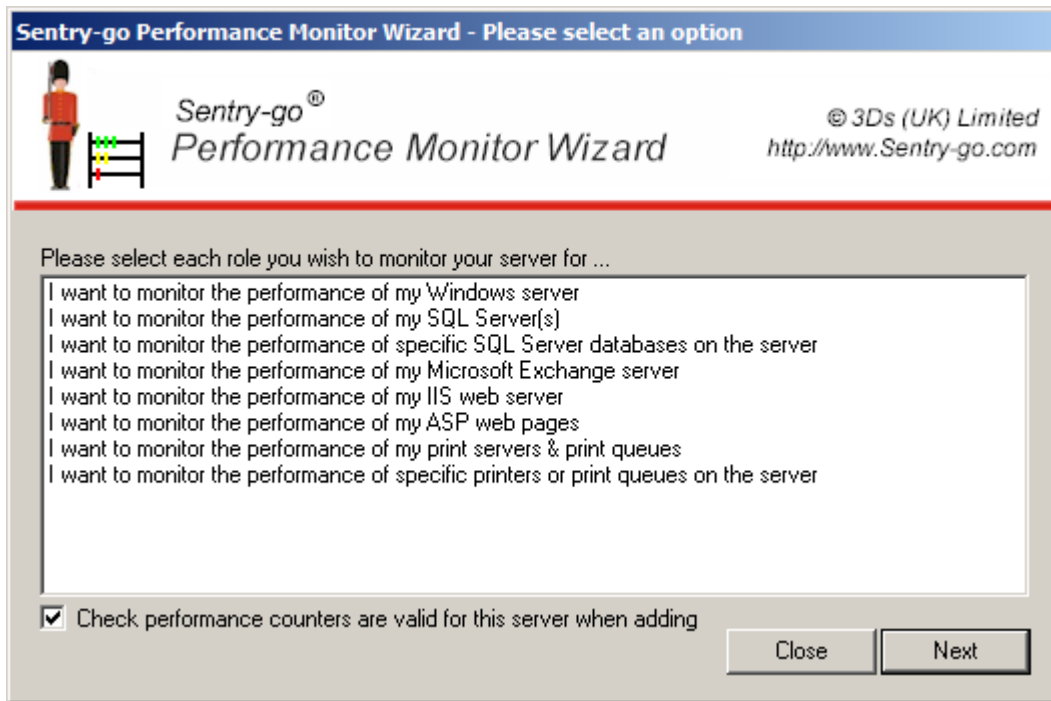 Sentry-go Performance Monitor Wizard - Please select an option
Sentry-go®
Performance Monitor Wizard
© 3Ds (UK) Limited
http://www.Sentry-go.com
Please select each role you wish to monitor your server for ...
I want to monitor the performance of my Windows server
I want to monitor the performance of my SQL Server(s)
I want to monitor the performance of specific SQL Server databases on the server
I want to monitor the performance of my Microsoft Exchange server
I want to monitor the performance of my IIS web server
I want to monitor the performance of my ASP web pages
I want to monitor the performance of my print servers & print queues
I want to monitor the performance of specific printers or print queues on the server
Check performance counters are valid for this server when adding
Close
Next